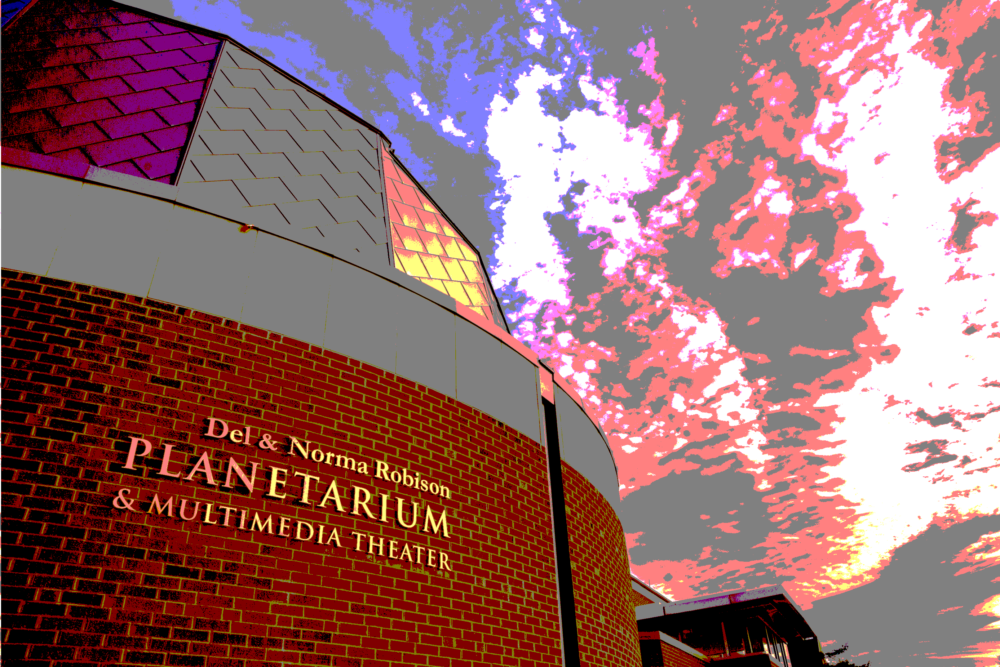 Del & Norma Robison
PLANETARIUM
& MULTIMEDIA THEATER